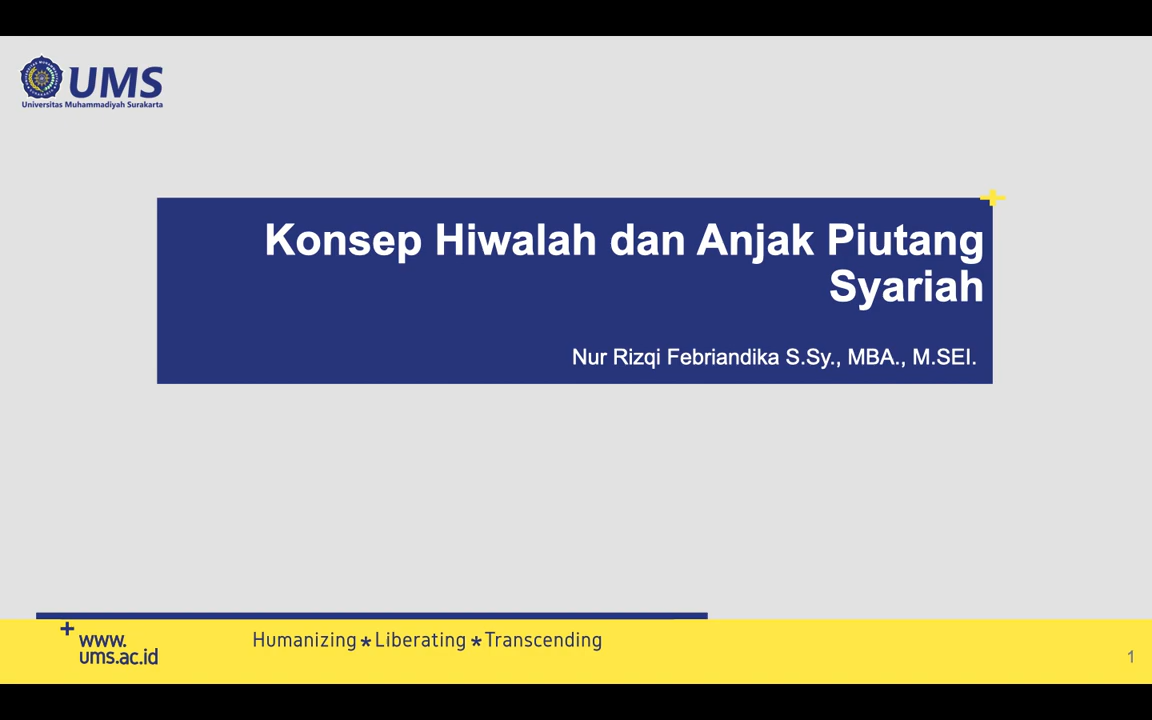 UMS
Universitas Muhammadiyah Surakarta
Konsep Hiwalah dan Anjak Piutang
Syariah
Nur Rizqi Febriandika S.Sy., MBA., M.SEI.
www.
ums.ac.id
Humanizing * Liberating * Transcending
1